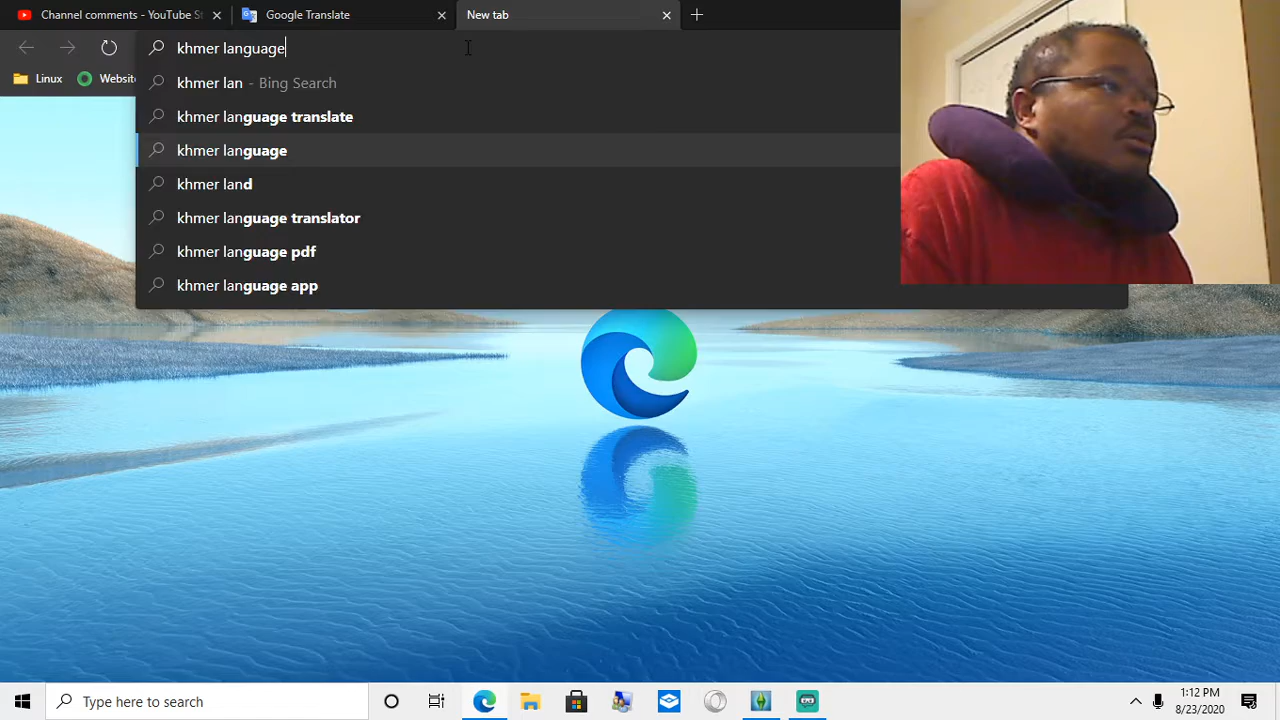 Channel comments - YouTube St
Google Translate
New tab
khmer language
Linux
Website
khmer lan - Bing Search
khmer language translate
khmer language
khmer land
khmer language translator
khmer language pdf
khmer language app
Type here to search
1:12 PM
8/23/2020